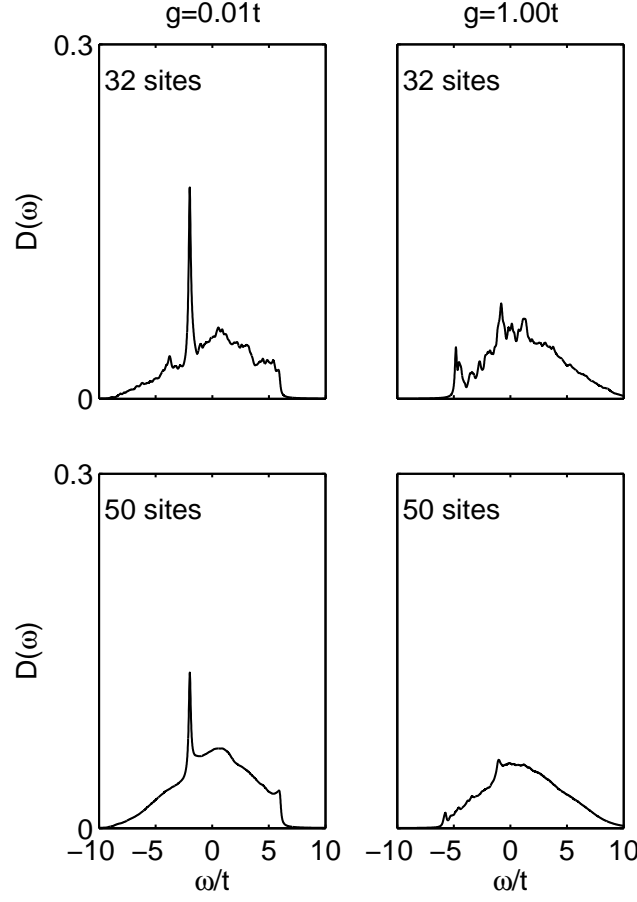 g=0.01t
g=1.00t
0.3
32 sites
32 sites
D(ω)
0
0.3
50 sites
50 sites
D(ω)
0
−10 −5 0 5 10
−10 −5 0 5 10
ω/t
ω/t